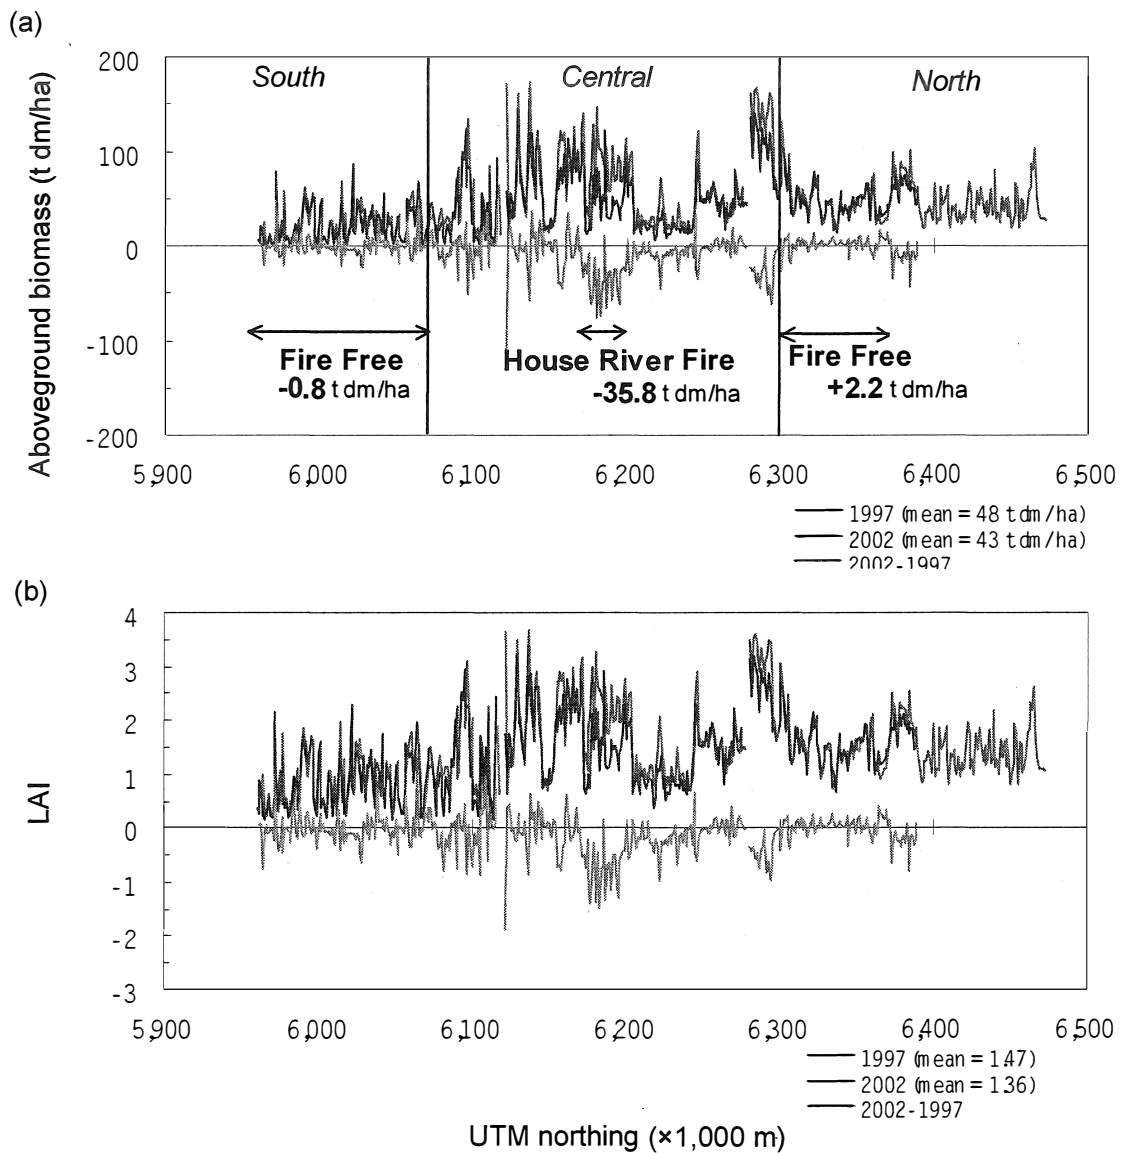 (a)
200
South
Central
North
100
0
-100
-200
Aboveground biomass (t dm/ha)
Fire Free
-0.8 t dm/ha
House River Fire
-35.8 t dm/ha
Fire Free
+2.2 t dm/ha
5,900 6,000 6,100 6,200 6,300 6,400 6,500
1997 (mean = 48 t dm/ha)
2002 (mean = 43 t dm/ha)
2002-1997
(b)
4
3
2
1
0
-1
-2
-3
LAI
5,900 6,000 6,100 6,200 6,300 6,400 6,500
1997 (mean = 1.47)
2002 (mean = 1.36)
2002-1997
UTM northing (×1,000 m)